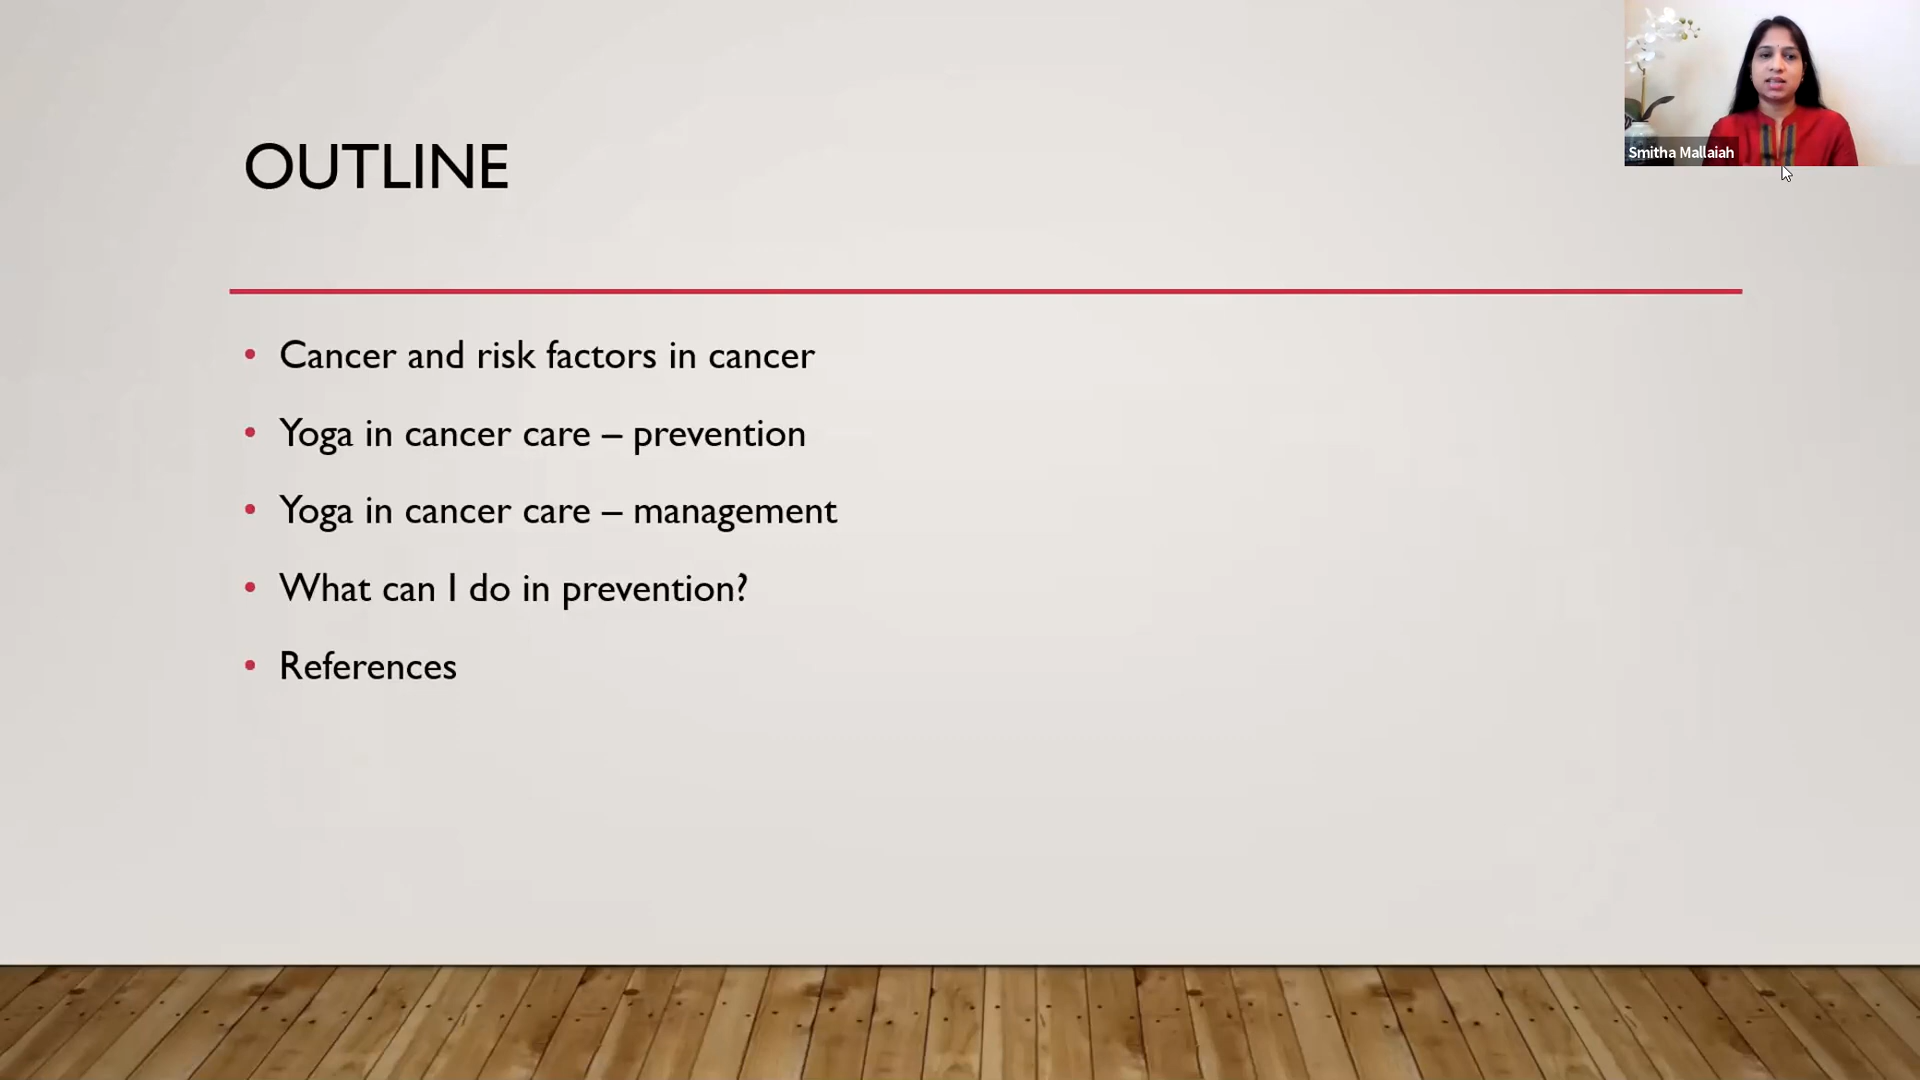 Smitha Mallaiah
OUTLINE
• Cancer and risk factors in cancer
• Yoga in cancer care – prevention
• Yoga in cancer care – management
• What can I do in prevention?
• References